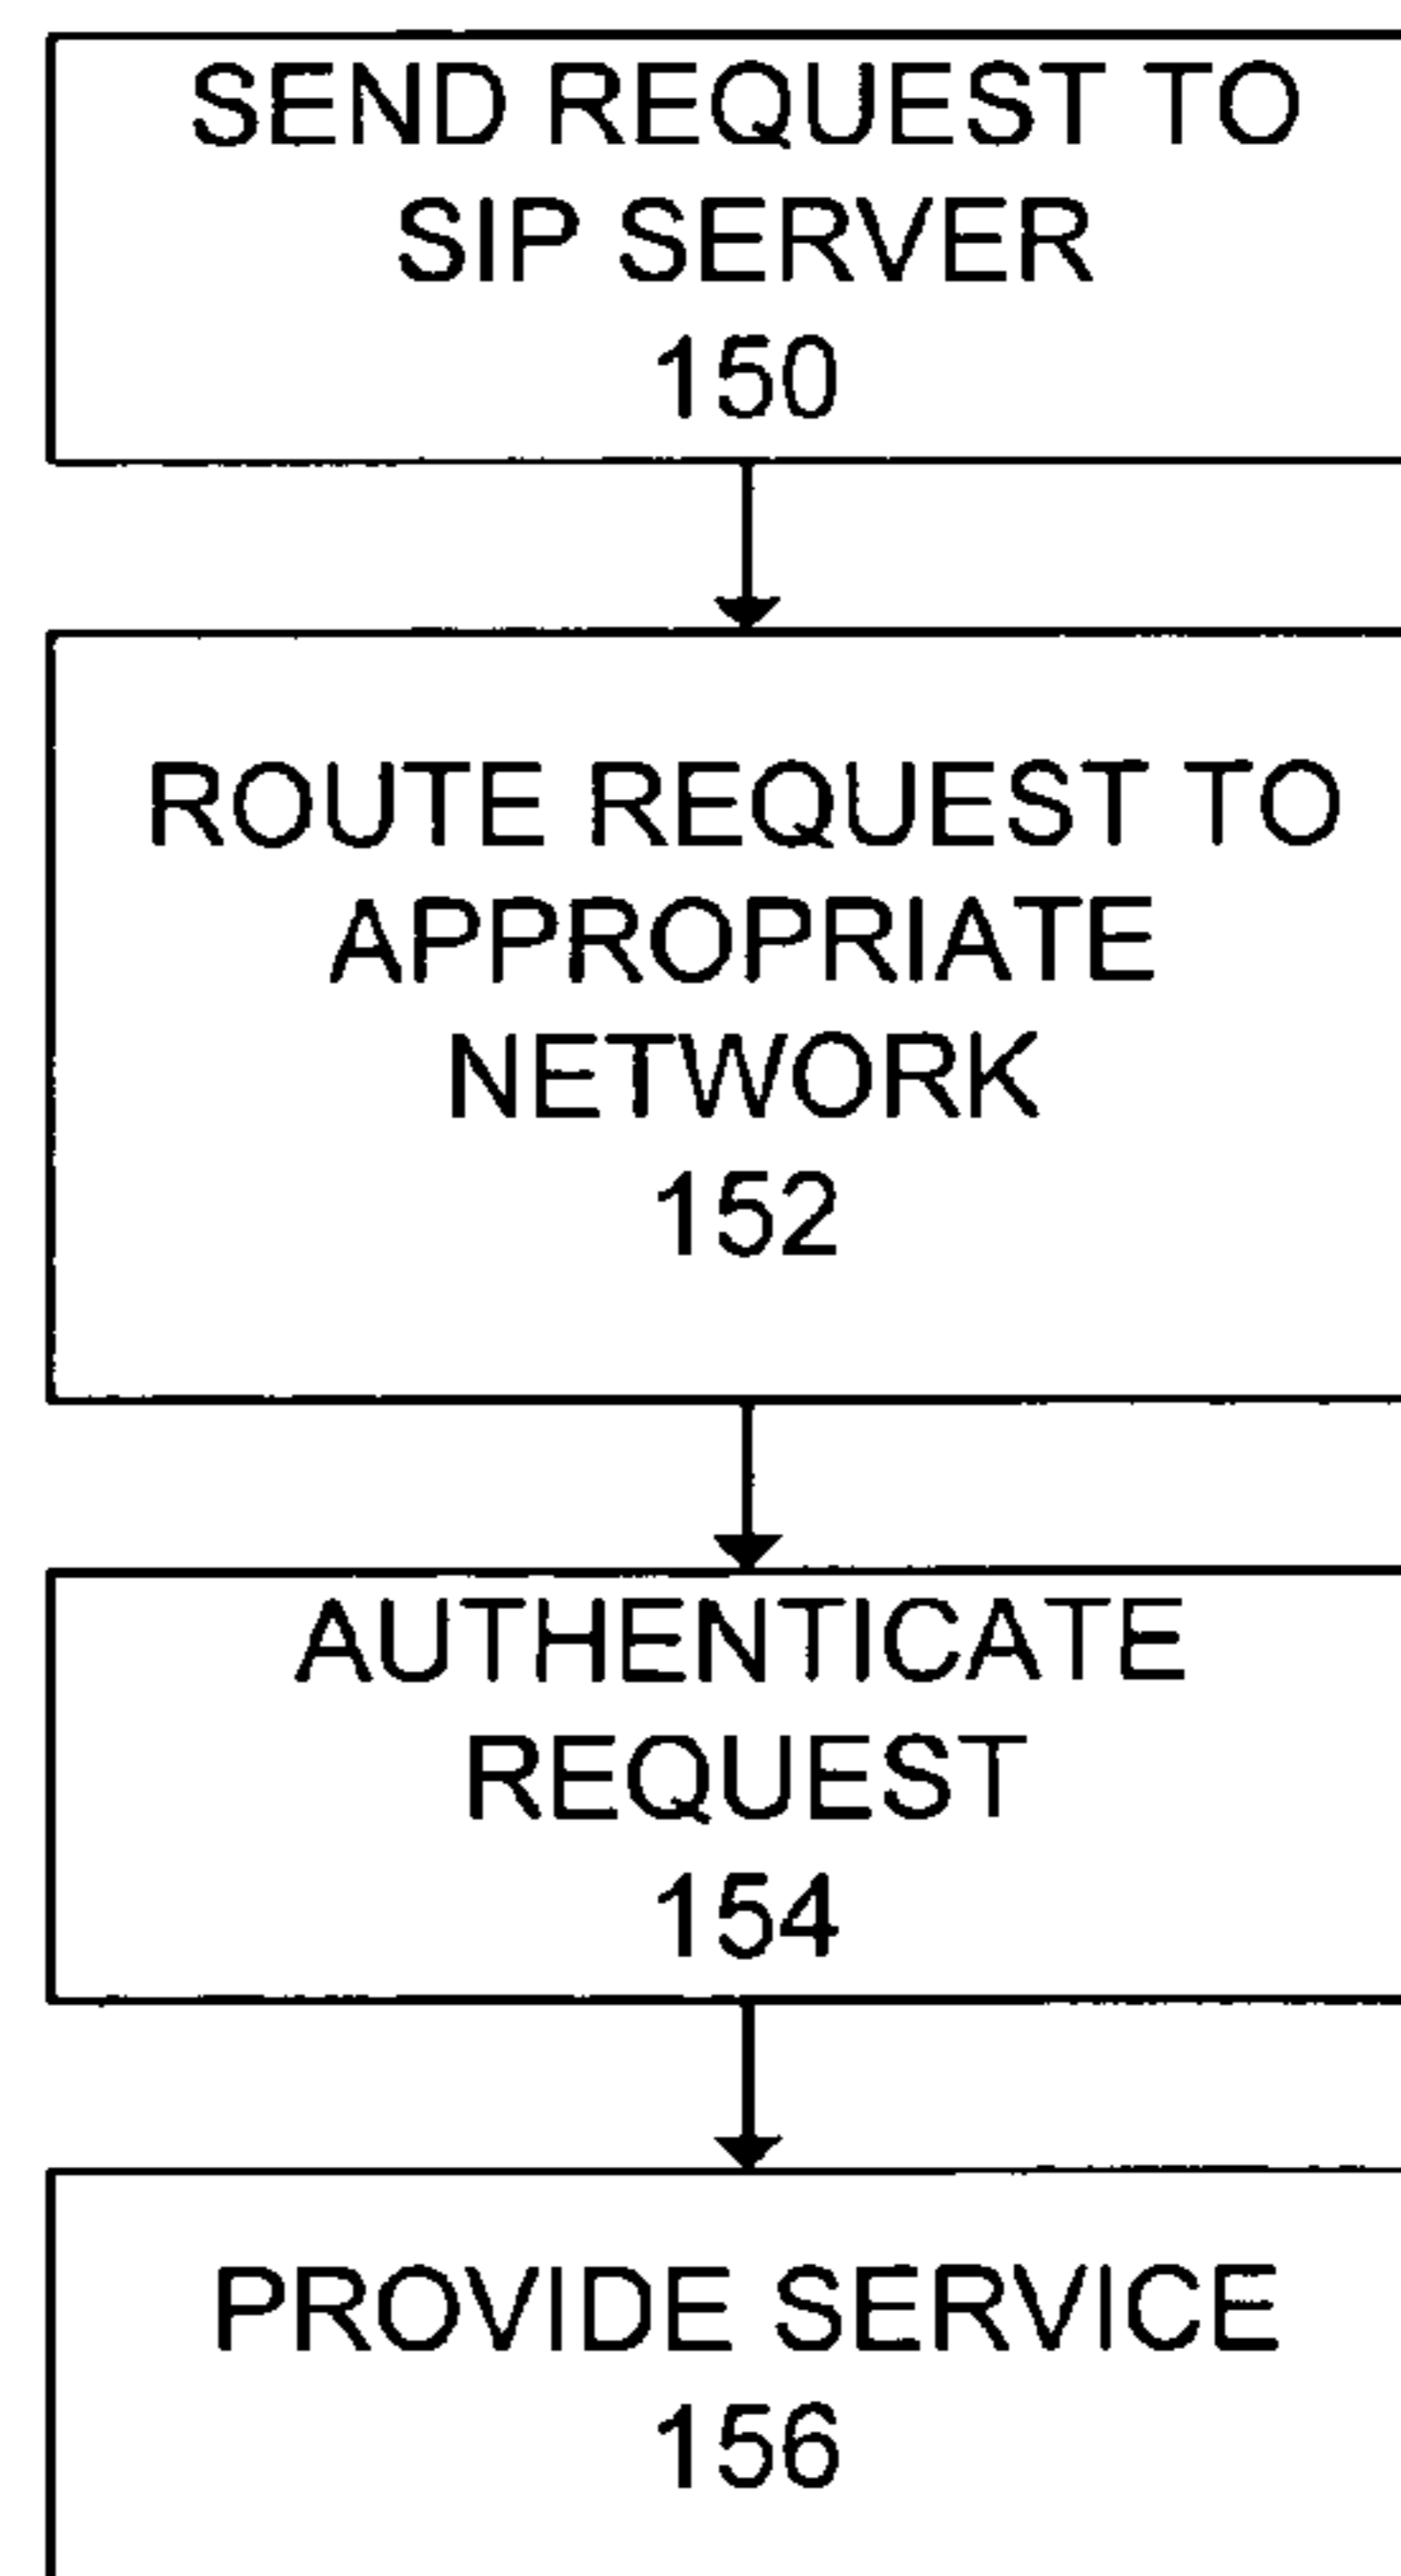 SEND REQUEST TO
SIP SERVER
150
ROUTE REQUEST TO
APPROPRIATE
NETWORK
152
AUTHENTICATE
REQUEST
154
PROVIDE SERVICE
156